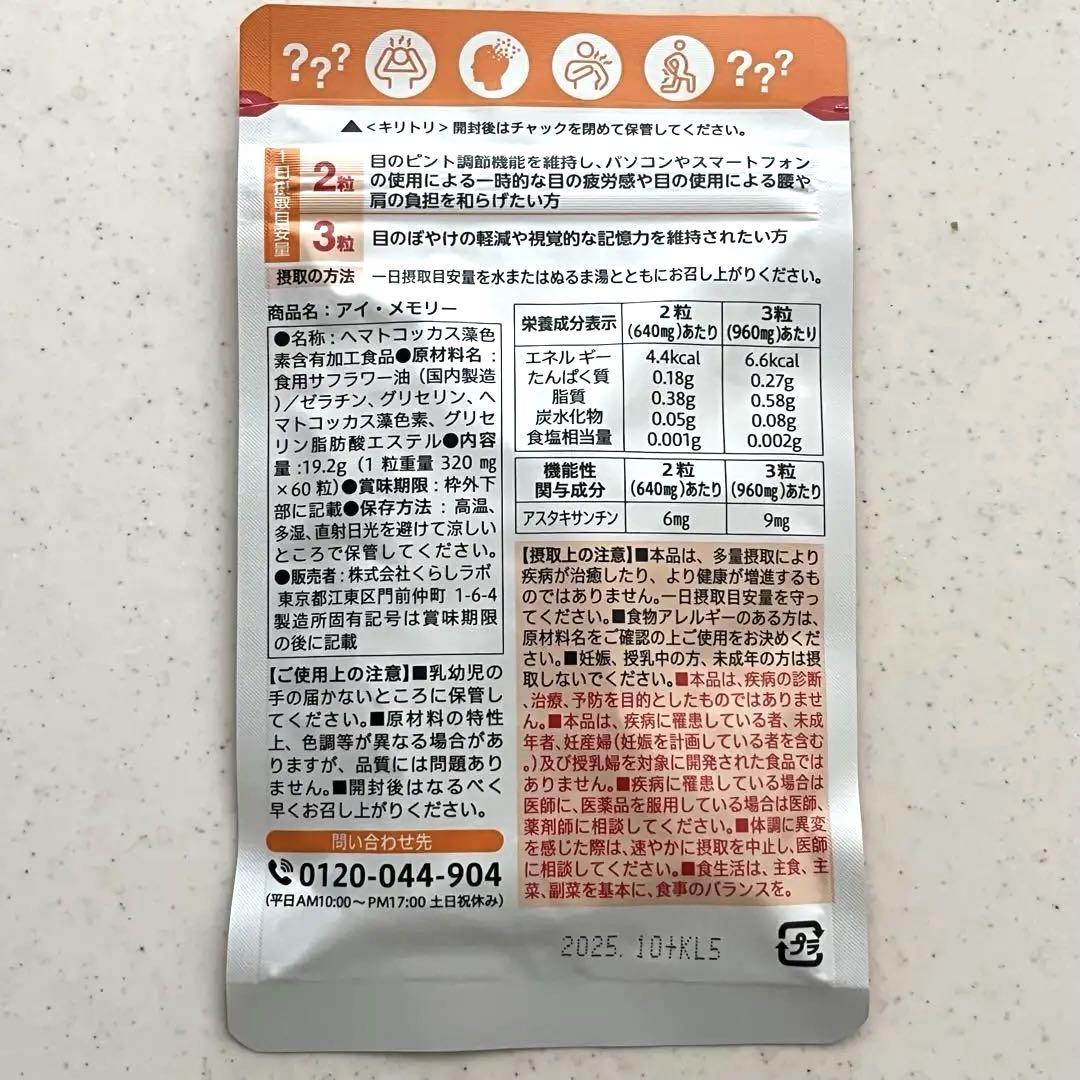 ??? ???
▲<キリトリ>開封後はチャックを閉めて保管してください。
1日摂取目安量
2粒
目のピント調節機能を維持し、パソコンやスマートフォン
の使用による一時的な目の疲労感や目の使用による腰や
肩の負担を和らげたい方
3粒
目のぼやけの軽減や視覚的な記憶力を維持されたい方
摂取の方法 一日摂取目安量を水またはぬるま湯とともにお召し上がりください。
商品名：アイ・メモリー
●名称：ヘマトコッカス藻色
素含有加工食品●原材料名：
食用サフラワー油（国内製造
）／ゼラチン、グリセリン、ヘ
マトコッカス藻色素、グリセ
リン脂肪酸エステル●内容
量:19.2g（1粒重量 320 mg
×60粒）●賞味期限：枠外下
部に記載●保存方法：高温、
多湿、直射日光を避けて涼しい
ところで保管してください。
●販売者：株式会社くらしラボ
東京都江東区門前仲町 1-6-4
製造所固有記号は賞味期限
の後に記載
【ご使用上の注意】■乳幼児の
手の届かないところに保管し
てください。■原材料の特性
上、色調等が異なる場合があ
りますが、品質には問題あり
ません。■開封後はなるべく
早くお召し上がりください。
問い合わせ先
0120-044-904
(平日AM10:00～PM17:00 土日祝休み)
栄養成分表示 2粒(640mg)あたり 3粒(960mg)あたり
エネルギー 4.4kcal 6.6kcal
たんぱく質 0.18g 0.27g
脂質 0.38g 0.58g
炭水化物 0.05g 0.08g
食塩相当量 0.001g 0.002g
機能性関与成分 2粒(640mg)あたり 3粒(960mg)あたり
アスタキサンチン 6mg 9mg
【摂取上の注意】■本品は、多量摂取により
疾病が治癒したり、より健康が増進するも
のではありません。一日摂取目安量を守っ
てください。■食物アレルギーのある方は、
原材料名をご確認の上ご使用をお決めくだ
さい。■妊娠、授乳中の方、未成年の方は摂
取しないでください。■本品は、疾病の診断
、治療、予防を目的としたものではありませ
ん。■本品は、疾病に罹患している者、未成
年者、妊産婦(妊娠を計画している者を含む
。)及び授乳婦を対象に開発された食品では
ありません。■疾病に罹患している場合は
医師に、医薬品を服用している場合は医師、
薬剤師に相談してください。■体調に異変
を感じた際は、速やかに摂取を中止し、医師
に相談してください。■食生活は、主食、主
菜、副菜を基本に、食事のバランスを。
2025.10+KL5
プラ